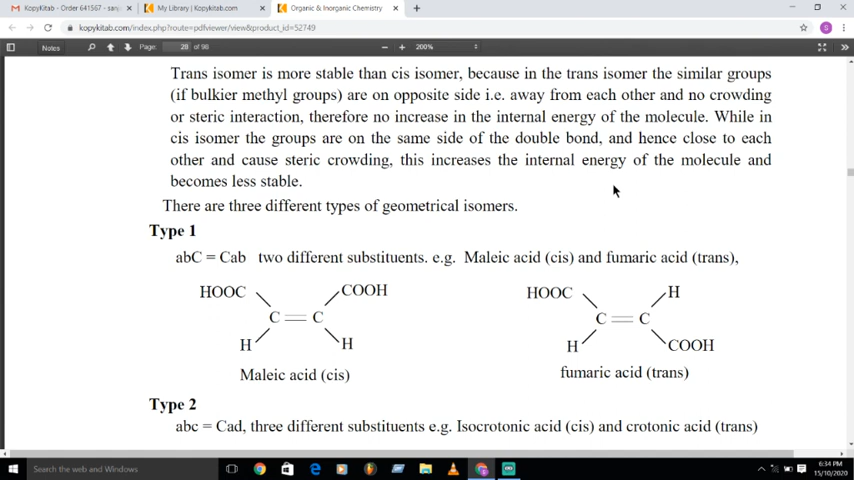 KopyKitab - Order 641567 - sanj
My Library | Kopykitab.com
Organic & Inorganic Chemistry
kopykitab.com/index.php?route=pdfviewer/view&product_id=52749
S
Notes
Page: 28 of 98
200%
Trans isomer is more stable than cis isomer, because in the trans isomer the similar groups
(if bulkier methyl groups) are on opposite side i.e. away from each other and no crowding
or steric interaction, therefore no increase in the internal energy of the molecule. While in
cis isomer the groups are on the same side of the double bond, and hence close to each
other and cause steric crowding, this increases the internal energy of the molecule and
becomes less stable.
There are three different types of geometrical isomers.
Type 1
abC = Cab two different substituents. e.g. Maleic acid (cis) and fumaric acid (trans),
HOOC COOH HOOC H
C = C C = C
H H H COOH
Maleic acid (cis) fumaric acid (trans)
Type 2
abc = Cad, three different substituents e.g. Isocrotonic acid (cis) and crotonic acid (trans)
Search the web and Windows
6:34 PM
15/10/2020